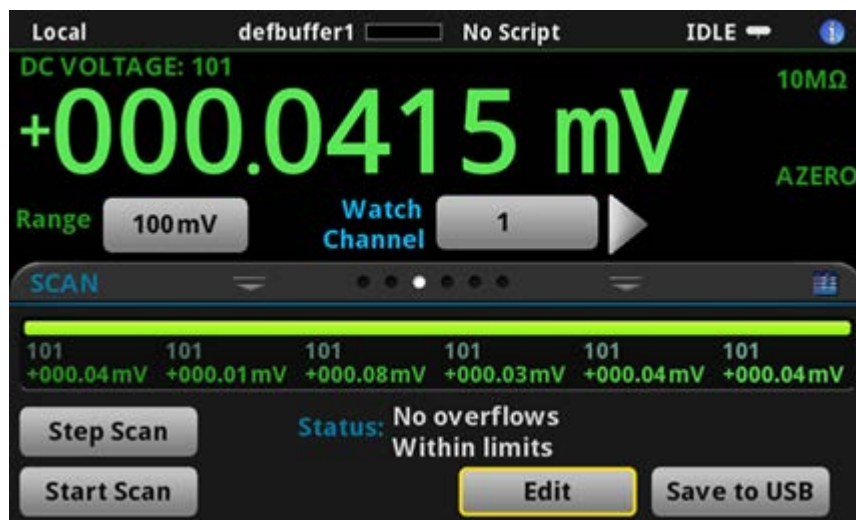 Local defbuffer1 No Script IDLE i
DC VOLTAGE: 101
10MΩ
+000.0415 mV
AZERO
Range 100mV Watch Channel 1
SCAN
101 101 101 101 101 101
+000.04mV +000.01mV +000.08mV +000.03mV +000.04mV +000.04mV
Step Scan Status: No overflows
Within limits
Start Scan Edit Save to USB